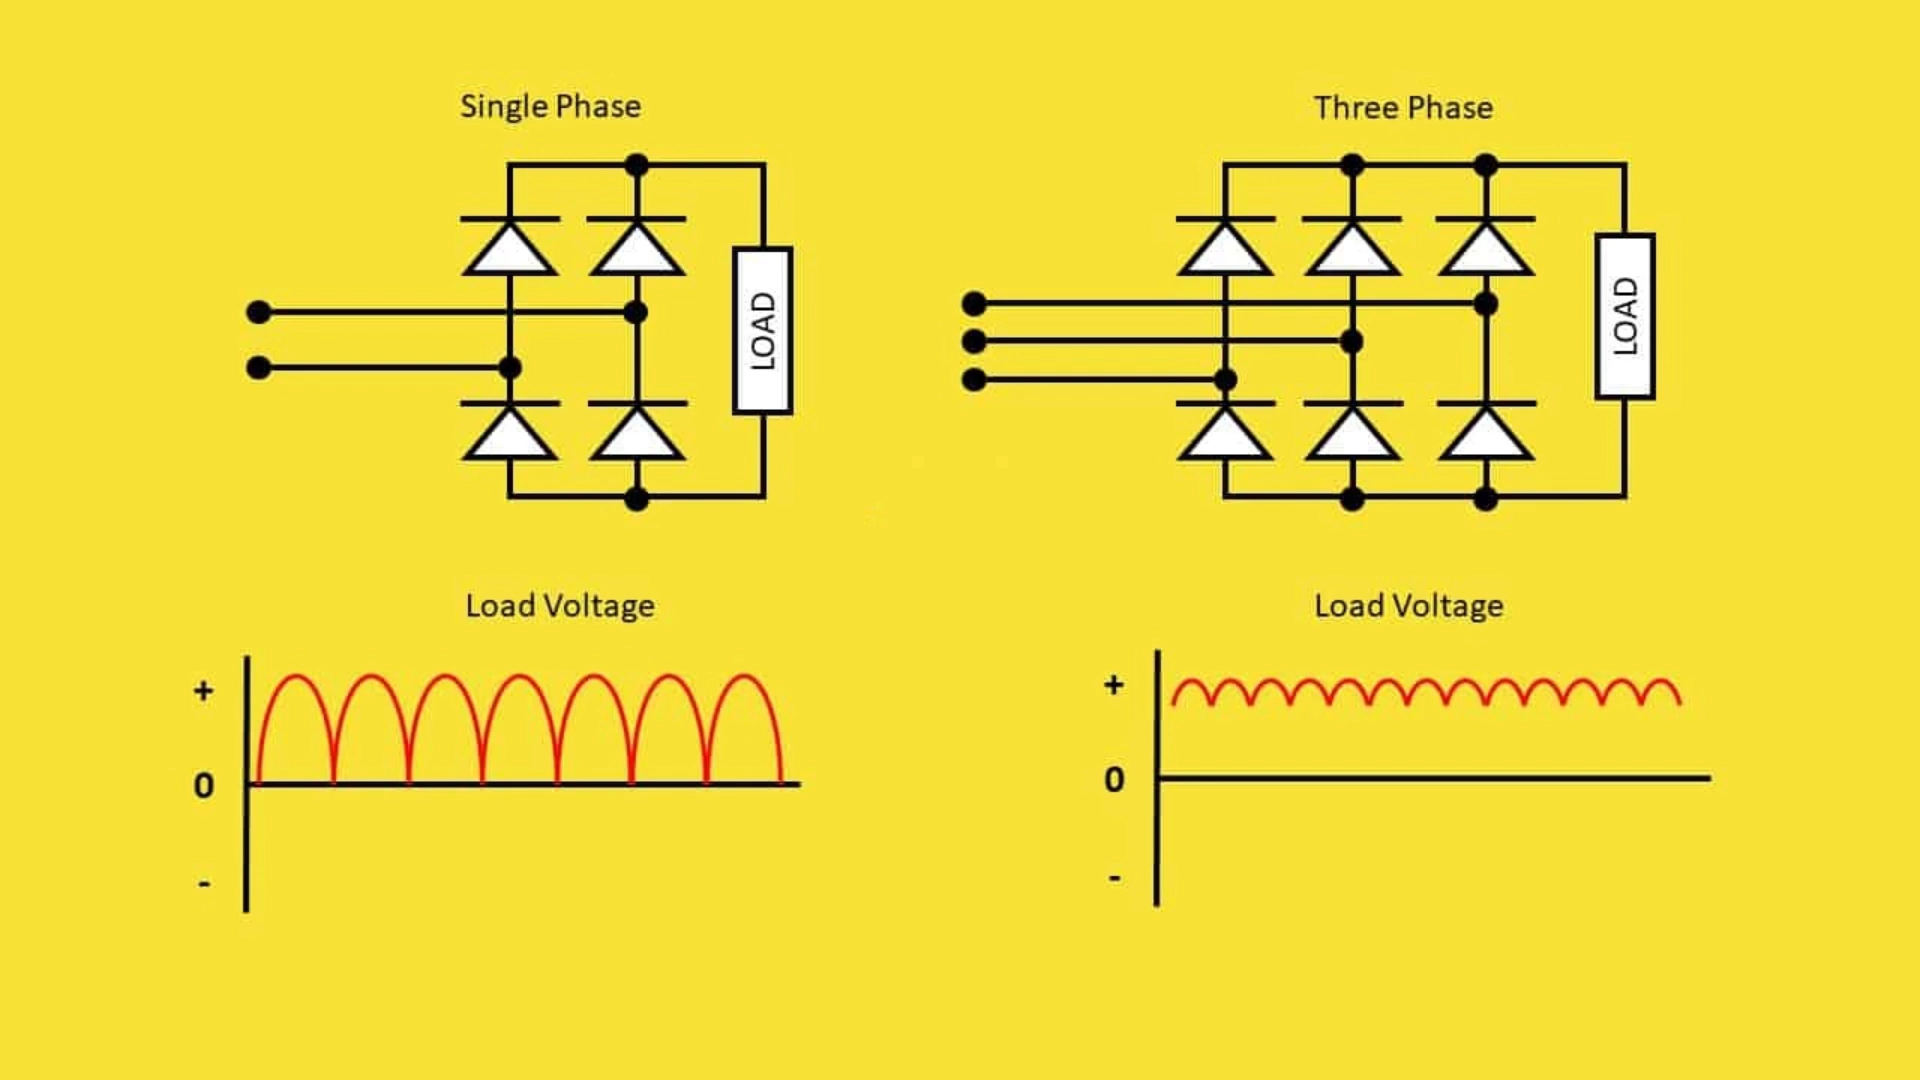 Single Phase
LOAD
Load Voltage
+
0
-
Three Phase
LOAD
Load Voltage
+
0
-